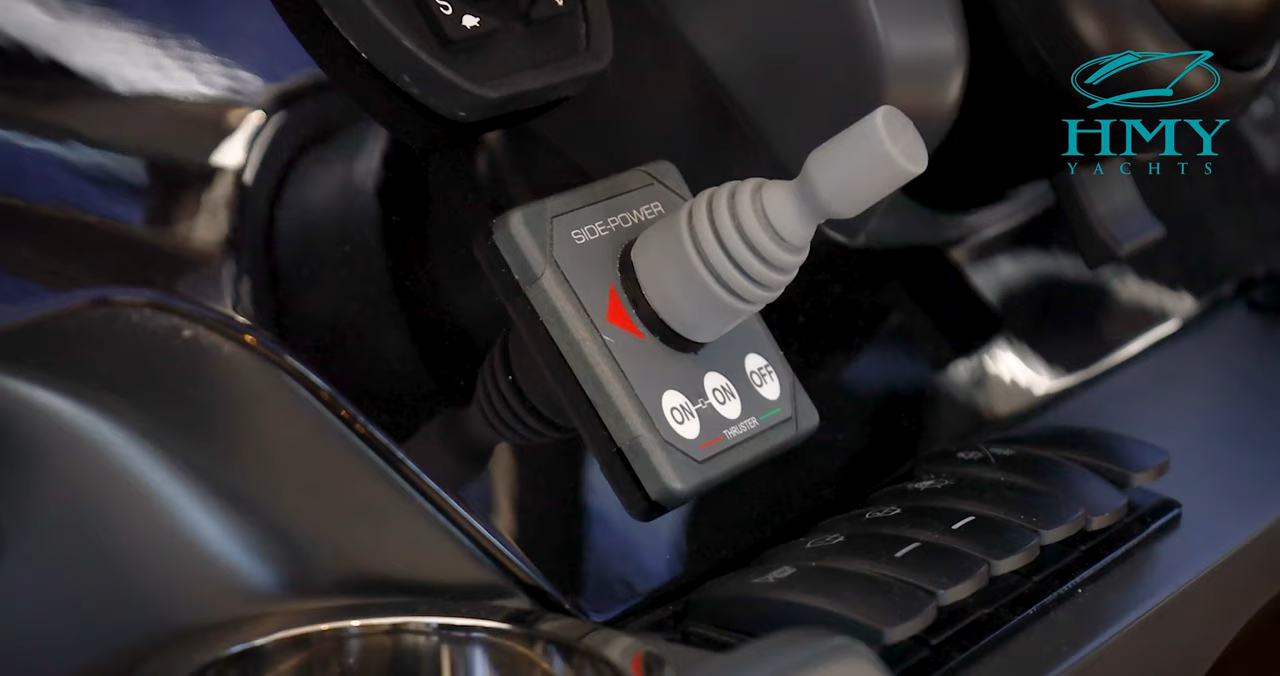 HMY
YACHTS
SIDE-POWER
ON ON OFF
THRUSTER